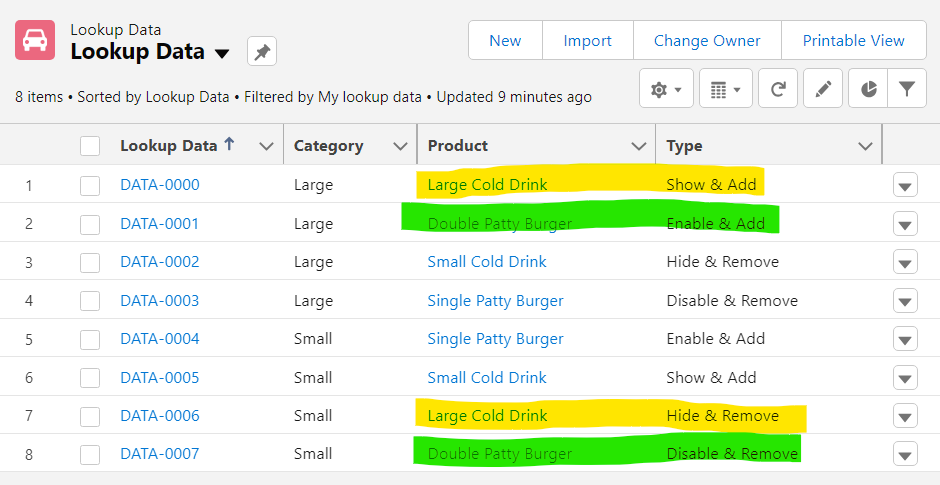 Lookup Data
Lookup Data
New Import Change Owner Printable View
8 items • Sorted by Lookup Data • Filtered by My lookup data • Updated 9 minutes ago
Lookup Data Category Product Type
1 DATA-0000 Large Large Cold Drink Show & Add
2 DATA-0001 Large Double Patty Burger Enable & Add
3 DATA-0002 Large Small Cold Drink Hide & Remove
4 DATA-0003 Large Single Patty Burger Disable & Remove
5 DATA-0004 Small Single Patty Burger Enable & Add
6 DATA-0005 Small Small Cold Drink Show & Add
7 DATA-0006 Small Large Cold Drink Hide & Remove
8 DATA-0007 Small Double Patty Burger Disable & Remove